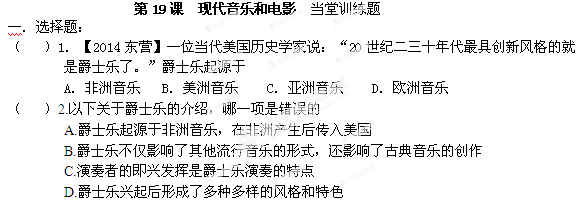 第19课 现代音乐和电影 当堂训练题
一．选择题：
（ ）1. 【2014东营】一位当代美国历史学家说：“20世纪二三十年代最具创新风格的就
是爵士乐了。”爵士乐起源于
A. 非洲音乐 B. 美洲音乐 C. 亚洲音乐 D. 欧洲音乐
（ ）2.以下关于爵士乐的介绍，哪一项是错误的
A.爵士乐起源于非洲音乐，在非洲产生后传入美国
B.爵士乐不仅影响了其他流行音乐的形式，还影响了古典音乐的创作
C.演奏者的即兴发挥是爵士乐演奏的特点
D.爵士乐兴起后形成了多种多样的风格和特色